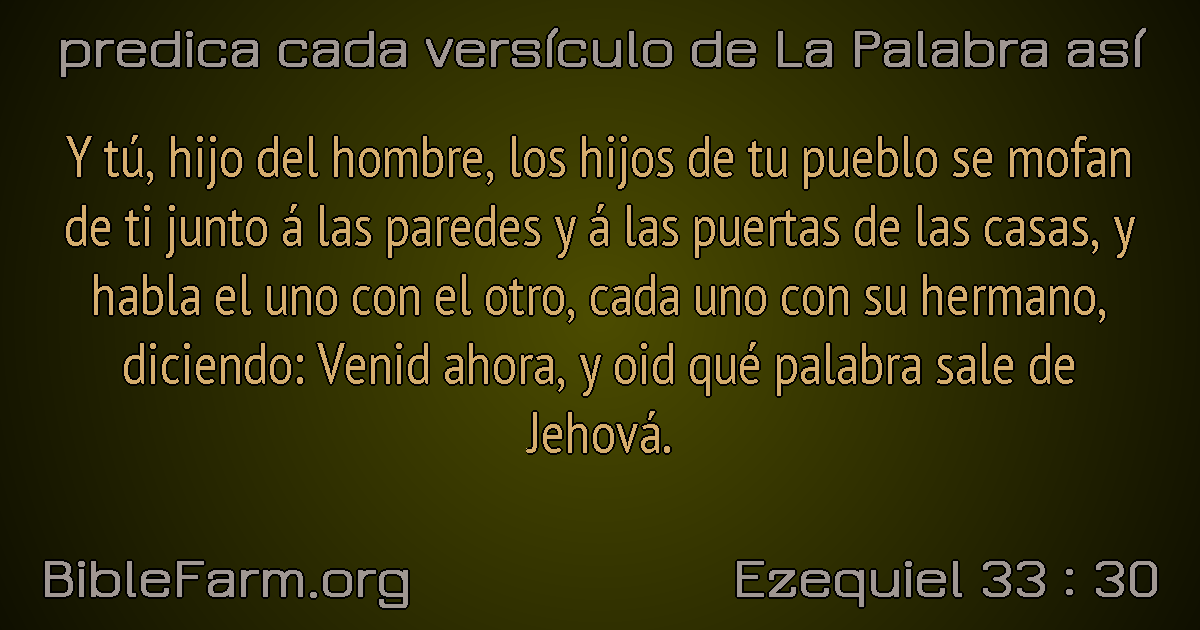 predica cada versículo de La Palabra así
Y tú, hijo del hombre, los hijos de tu pueblo se mofan
de ti junto á las paredes y á las puertas de las casas, y
habla el uno con el otro, cada uno con su hermano,
diciendo: Venid ahora, y oid qué palabra sale de
Jehová.
BibleFarm.org
Ezequiel 33 : 30